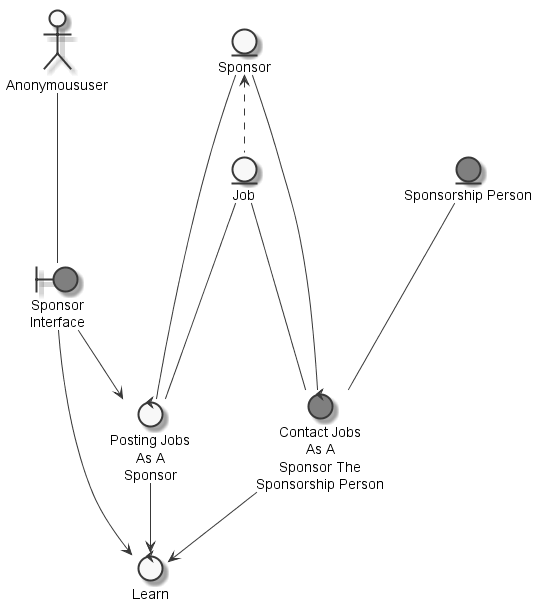 Anonymoususer
Sponsor
Job
Sponsorship Person
Sponsor
Interface
Posting Jobs
As A
Sponsor
Contact Jobs
As A
Sponsor The
Sponsorship Person
Learn